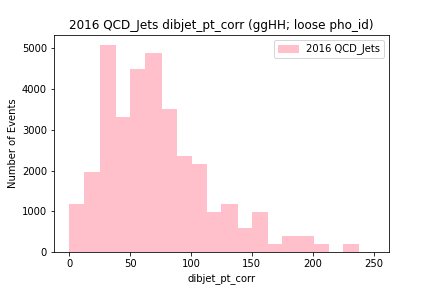 2016 QCD_Jets dibjet_pt_corr (ggHH; loose pho_id)
2016 QCD_Jets
Number of Events
5000
4000
3000
2000
1000
0
0 50 100 150 200 250
dibjet_pt_corr